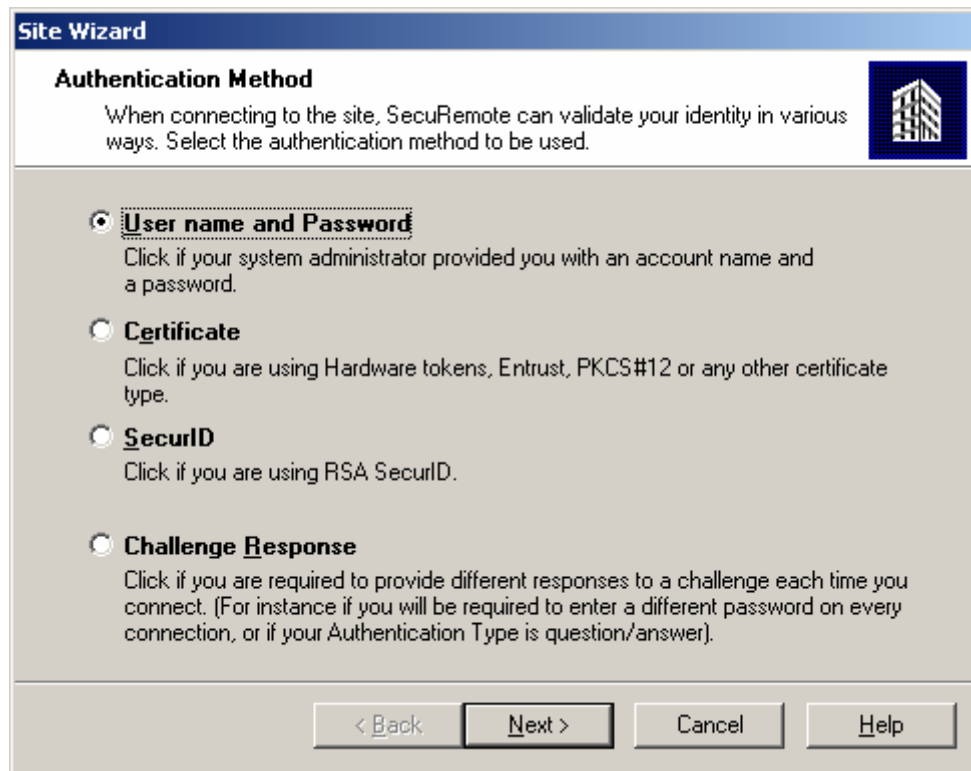 Site Wizard
Authentication Method
When connecting to the site, SecuRemote can validate your identity in various
ways. Select the authentication method to be used.
User name and Password
Click if your system administrator provided you with an account name and
a password.
Certificate
Click if you are using Hardware tokens, Entrust, PKCS#12 or any other certificate
type.
SecurID
Click if you are using RSA SecurID.
Challenge Response
Click if you are required to provide different responses to a challenge each time you
connect. (For instance if you will be required to enter a different password on every
connection, or if your Authentication Type is question/answer).
< Back Next > Cancel Help